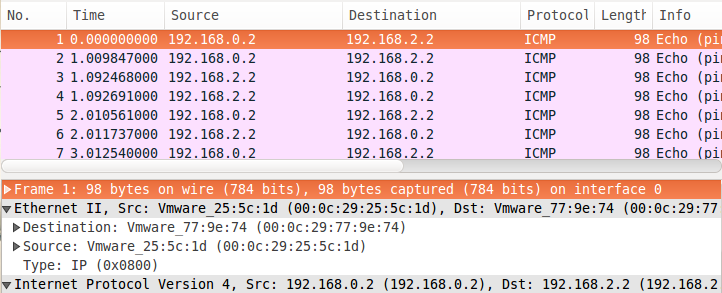 No. Time Source Destination Protocol Length Info
1 0.000000000 192.168.0.2 192.168.2.2 ICMP 98 Echo (pin
2 1.009847000 192.168.0.2 192.168.2.2 ICMP 98 Echo (pin
3 1.092468000 192.168.2.2 192.168.0.2 ICMP 98 Echo (pin
4 1.092691000 192.168.2.2 192.168.0.2 ICMP 98 Echo (pin
5 2.010561000 192.168.0.2 192.168.2.2 ICMP 98 Echo (pin
6 2.011737000 192.168.2.2 192.168.0.2 ICMP 98 Echo (pin
7 3.012540000 192.168.0.2 192.168.2.2 ICMP 98 Echo (pin
Frame 1: 98 bytes on wire (784 bits), 98 bytes captured (784 bits) on interface 0
Ethernet II, Src: Vmware_25:5c:1d (00:0c:29:25:5c:1d), Dst: Vmware_77:9e:74 (00:0c:29:77
Destination: Vmware_77:9e:74 (00:0c:29:77:9e:74)
Source: Vmware_25:5c:1d (00:0c:29:25:5c:1d)
Type: IP (0x0800)
Internet Protocol Version 4, Src: 192.168.0.2 (192.168.0.2), Dst: 192.168.2.2 (192.168.2